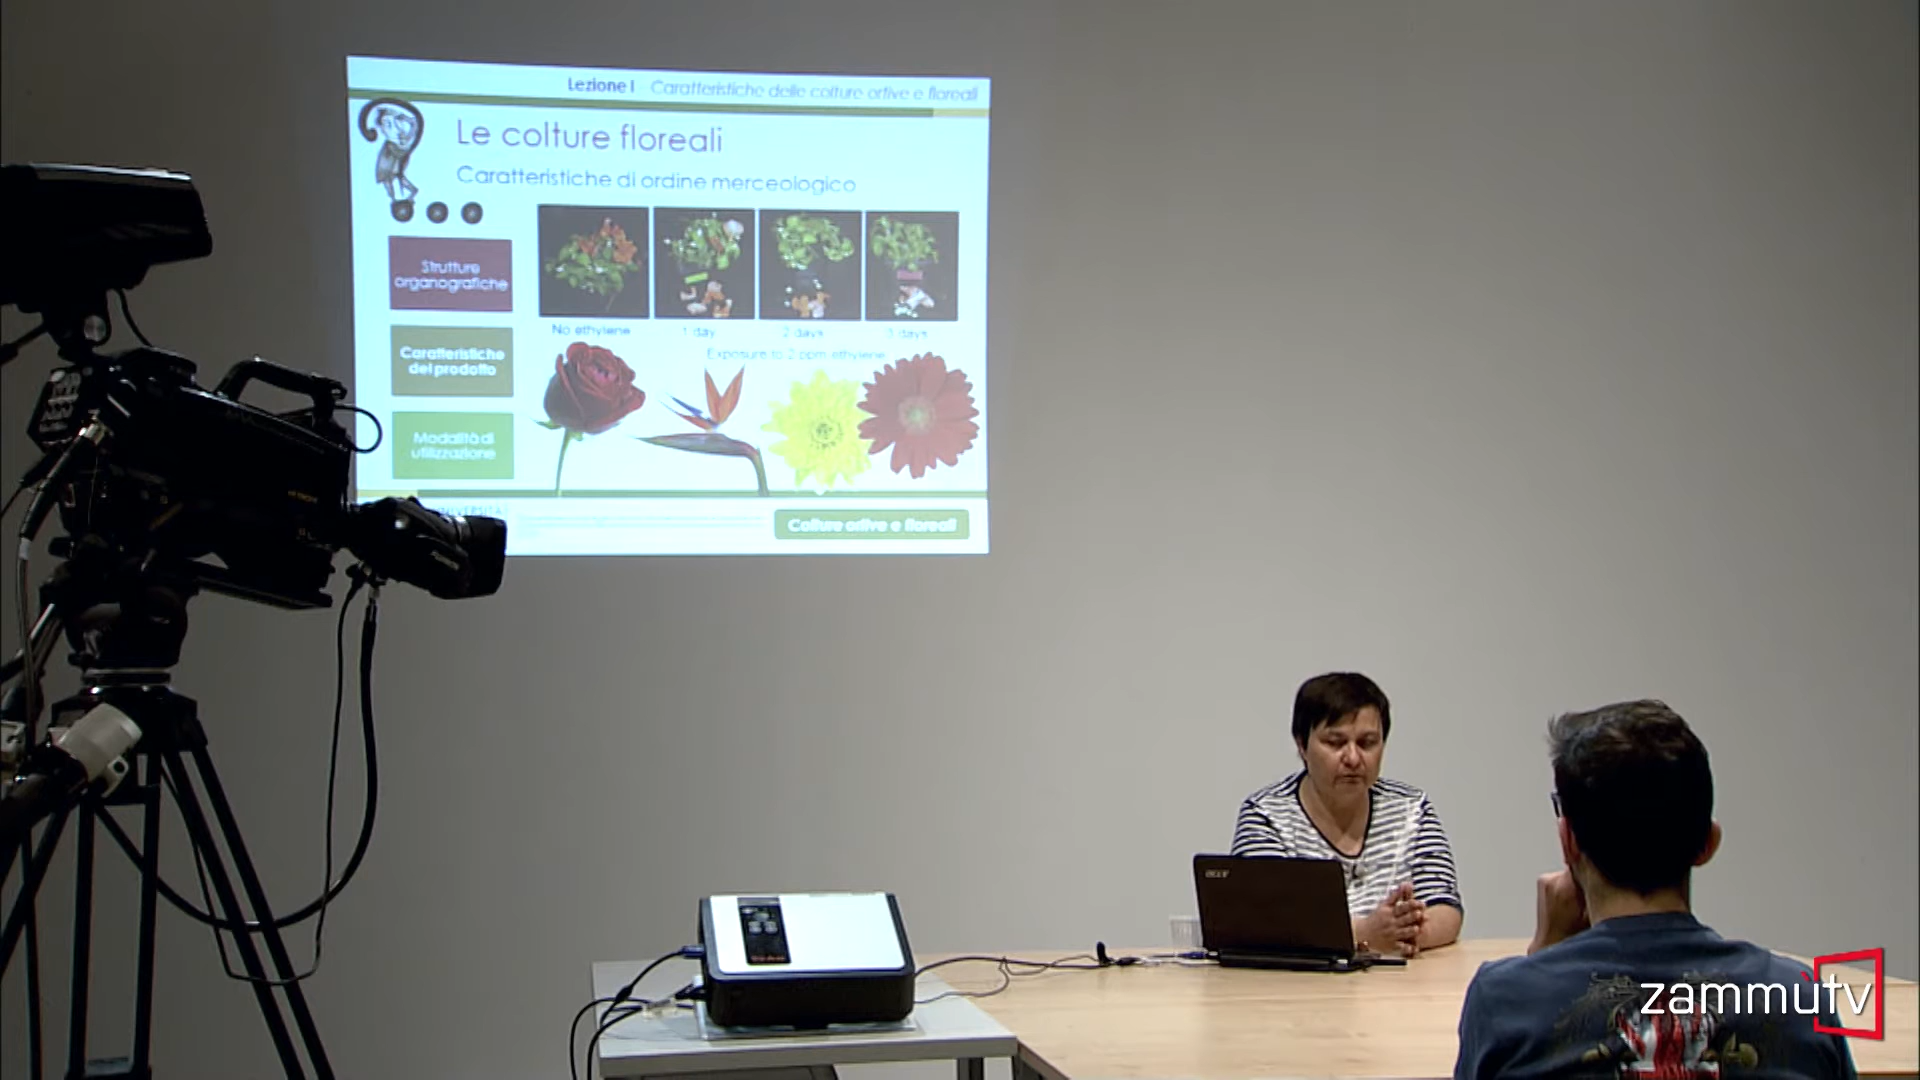 Lezione I Caratteristiche delle colture ortive e floreali
Le colture floreali
Caratteristiche di ordine merceologico
Strutture
organografiche
No ethylene 1 day 2 days 3 days
Exposure to 2 ppm ethylene
Caratteristiche
del prodotto
Modalità di
utilizzazione
UNIVERSITÀ
Colture ortive e floreali
acer
zammùtv